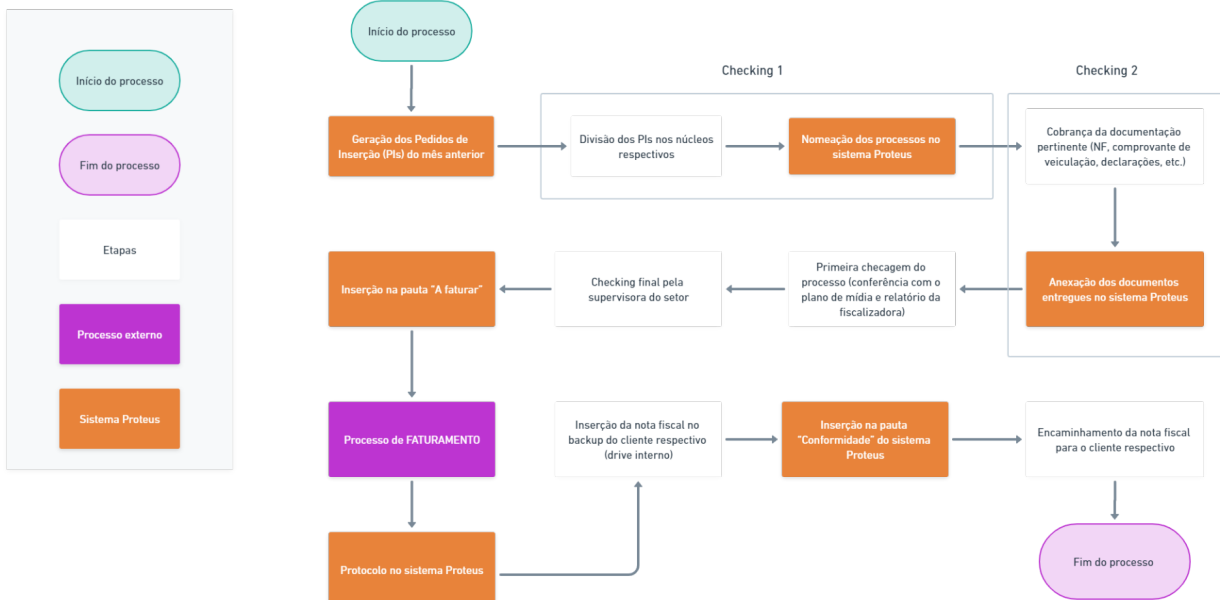 Início do processo
Fim do processo
Etapas
Processo externo
Sistema Proteus
Início do processo
Checking 1
Checking 2
Geração dos Pedidos de
Inserção (PIs) do mês anterior
Divisão dos PIs nos núcleos
respectivos
Nomeação dos processos no
sistema Proteus
Cobrança da documentação
pertinente (NF, comprovante de
veiculação, declarações, etc.)
Inserção na pauta "A faturar"
Checking final pela
supervisora do setor
Primeira checagem do
processo (conferência com o
plano de mídia e relatório da
fiscalizadora)
Anexação dos documentos
entregues no sistema Proteus
Processo de FATURAMENTO
Inserção da nota fiscal no
backup do cliente respectivo
(drive interno)
Inserção na pauta
"Conformidade" do sistema
Proteus
Encaminhamento da nota fiscal
para o cliente respectivo
Protocolo no sistema Proteus
Fim do processo